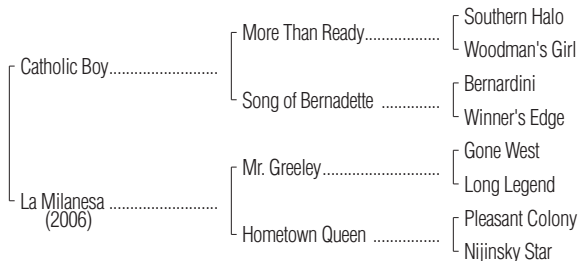 Southern Halo
More Than Ready..................
Woodman's Girl
Catholic Boy..........................
Bernardini
Song of Bernadette ..............
Winner's Edge
Gone West
Mr. Greeley............................
Long Legend
La Milanesa ..........................
(2006)
Pleasant Colony
Hometown Queen ................
Nijinsky Star